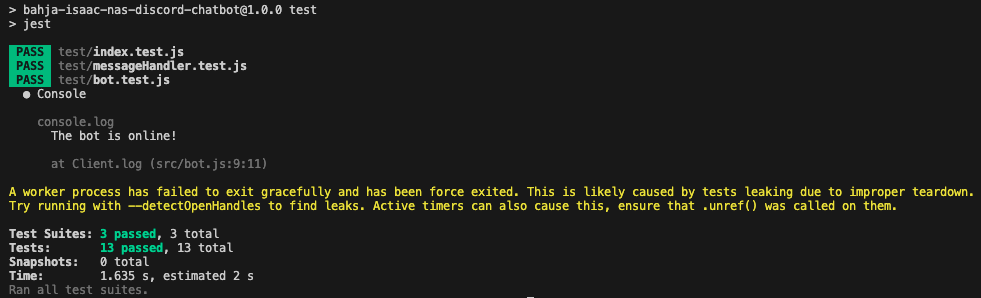 > bahja-isaac-nas-discord-chatbot@1.0.0 test
> jest
PASS test/index.test.js
PASS test/messageHandler.test.js
PASS test/bot.test.js
● Console
console.log
The bot is online!
at Client.log (src/bot.js:9:11)
A worker process has failed to exit gracefully and has been force exited. This is likely caused by tests leaking due to improper teardown.
Try running with --detectOpenHandles to find leaks. Active timers can also cause this, ensure that .unref() was called on them.
Test Suites: 3 passed, 3 total
Tests: 13 passed, 13 total
Snapshots: 0 total
Time: 1.635 s, estimated 2 s
Ran all test suites.